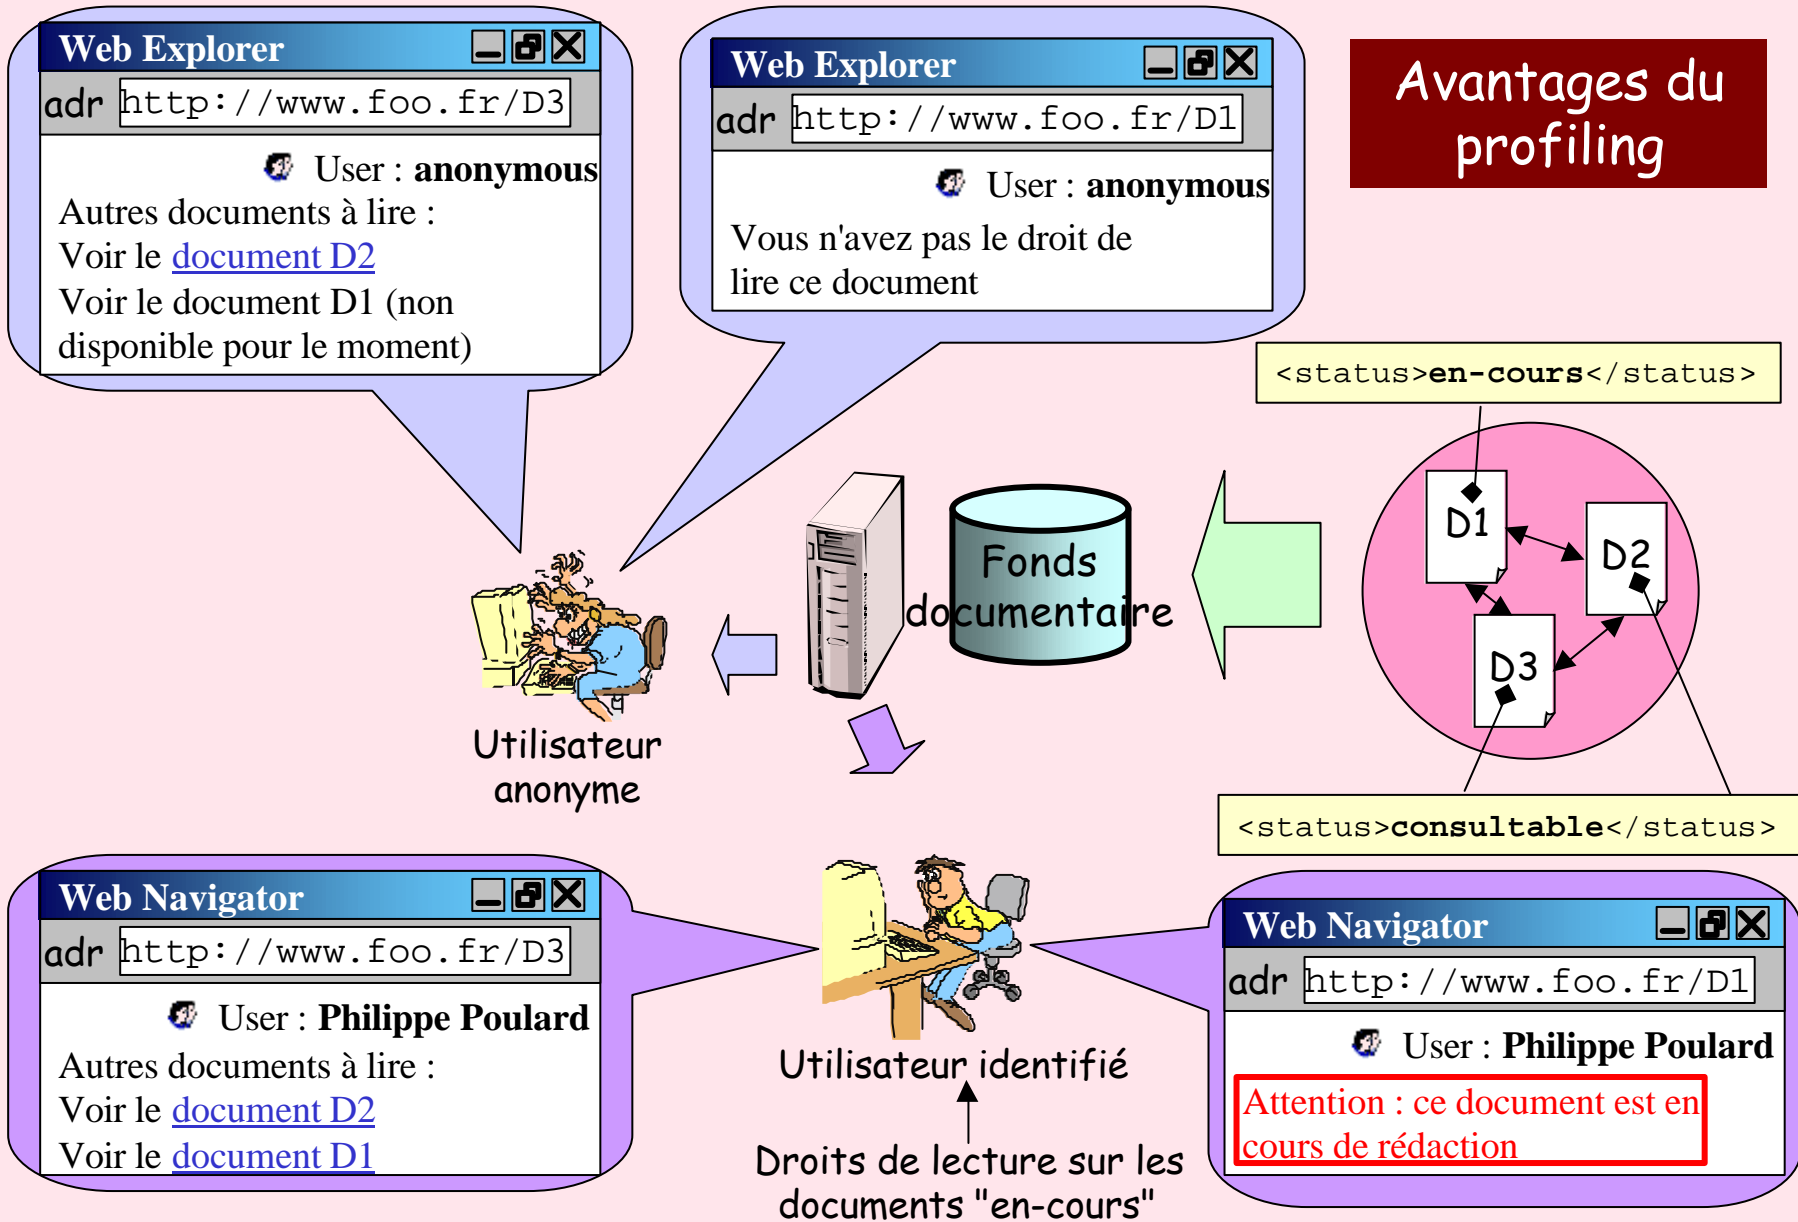 Web Explorer
adr http://www.foo.fr/D3
User : anonymous
Autres documents à lire :
Voir le document D2
Voir le document D1 (non
disponible pour le moment)
Web Explorer
adr http://www.foo.fr/D1
User : anonymous
Vous n'avez pas le droit de
lire ce document
Avantages du
profiling
<status>en-cours</status>
D1
D2
D3
Fonds
documentaire
Utilisateur
anonyme
<status>consultable</status>
Web Navigator
adr http://www.foo.fr/D3
User : Philippe Poulard
Autres documents à lire :
Voir le document D2
Voir le document D1
Utilisateur identifié
Droits de lecture sur les
documents "en-cours"
Web Navigator
adr http://www.foo.fr/D1
User : Philippe Poulard
Attention : ce document est en
cours de rédaction